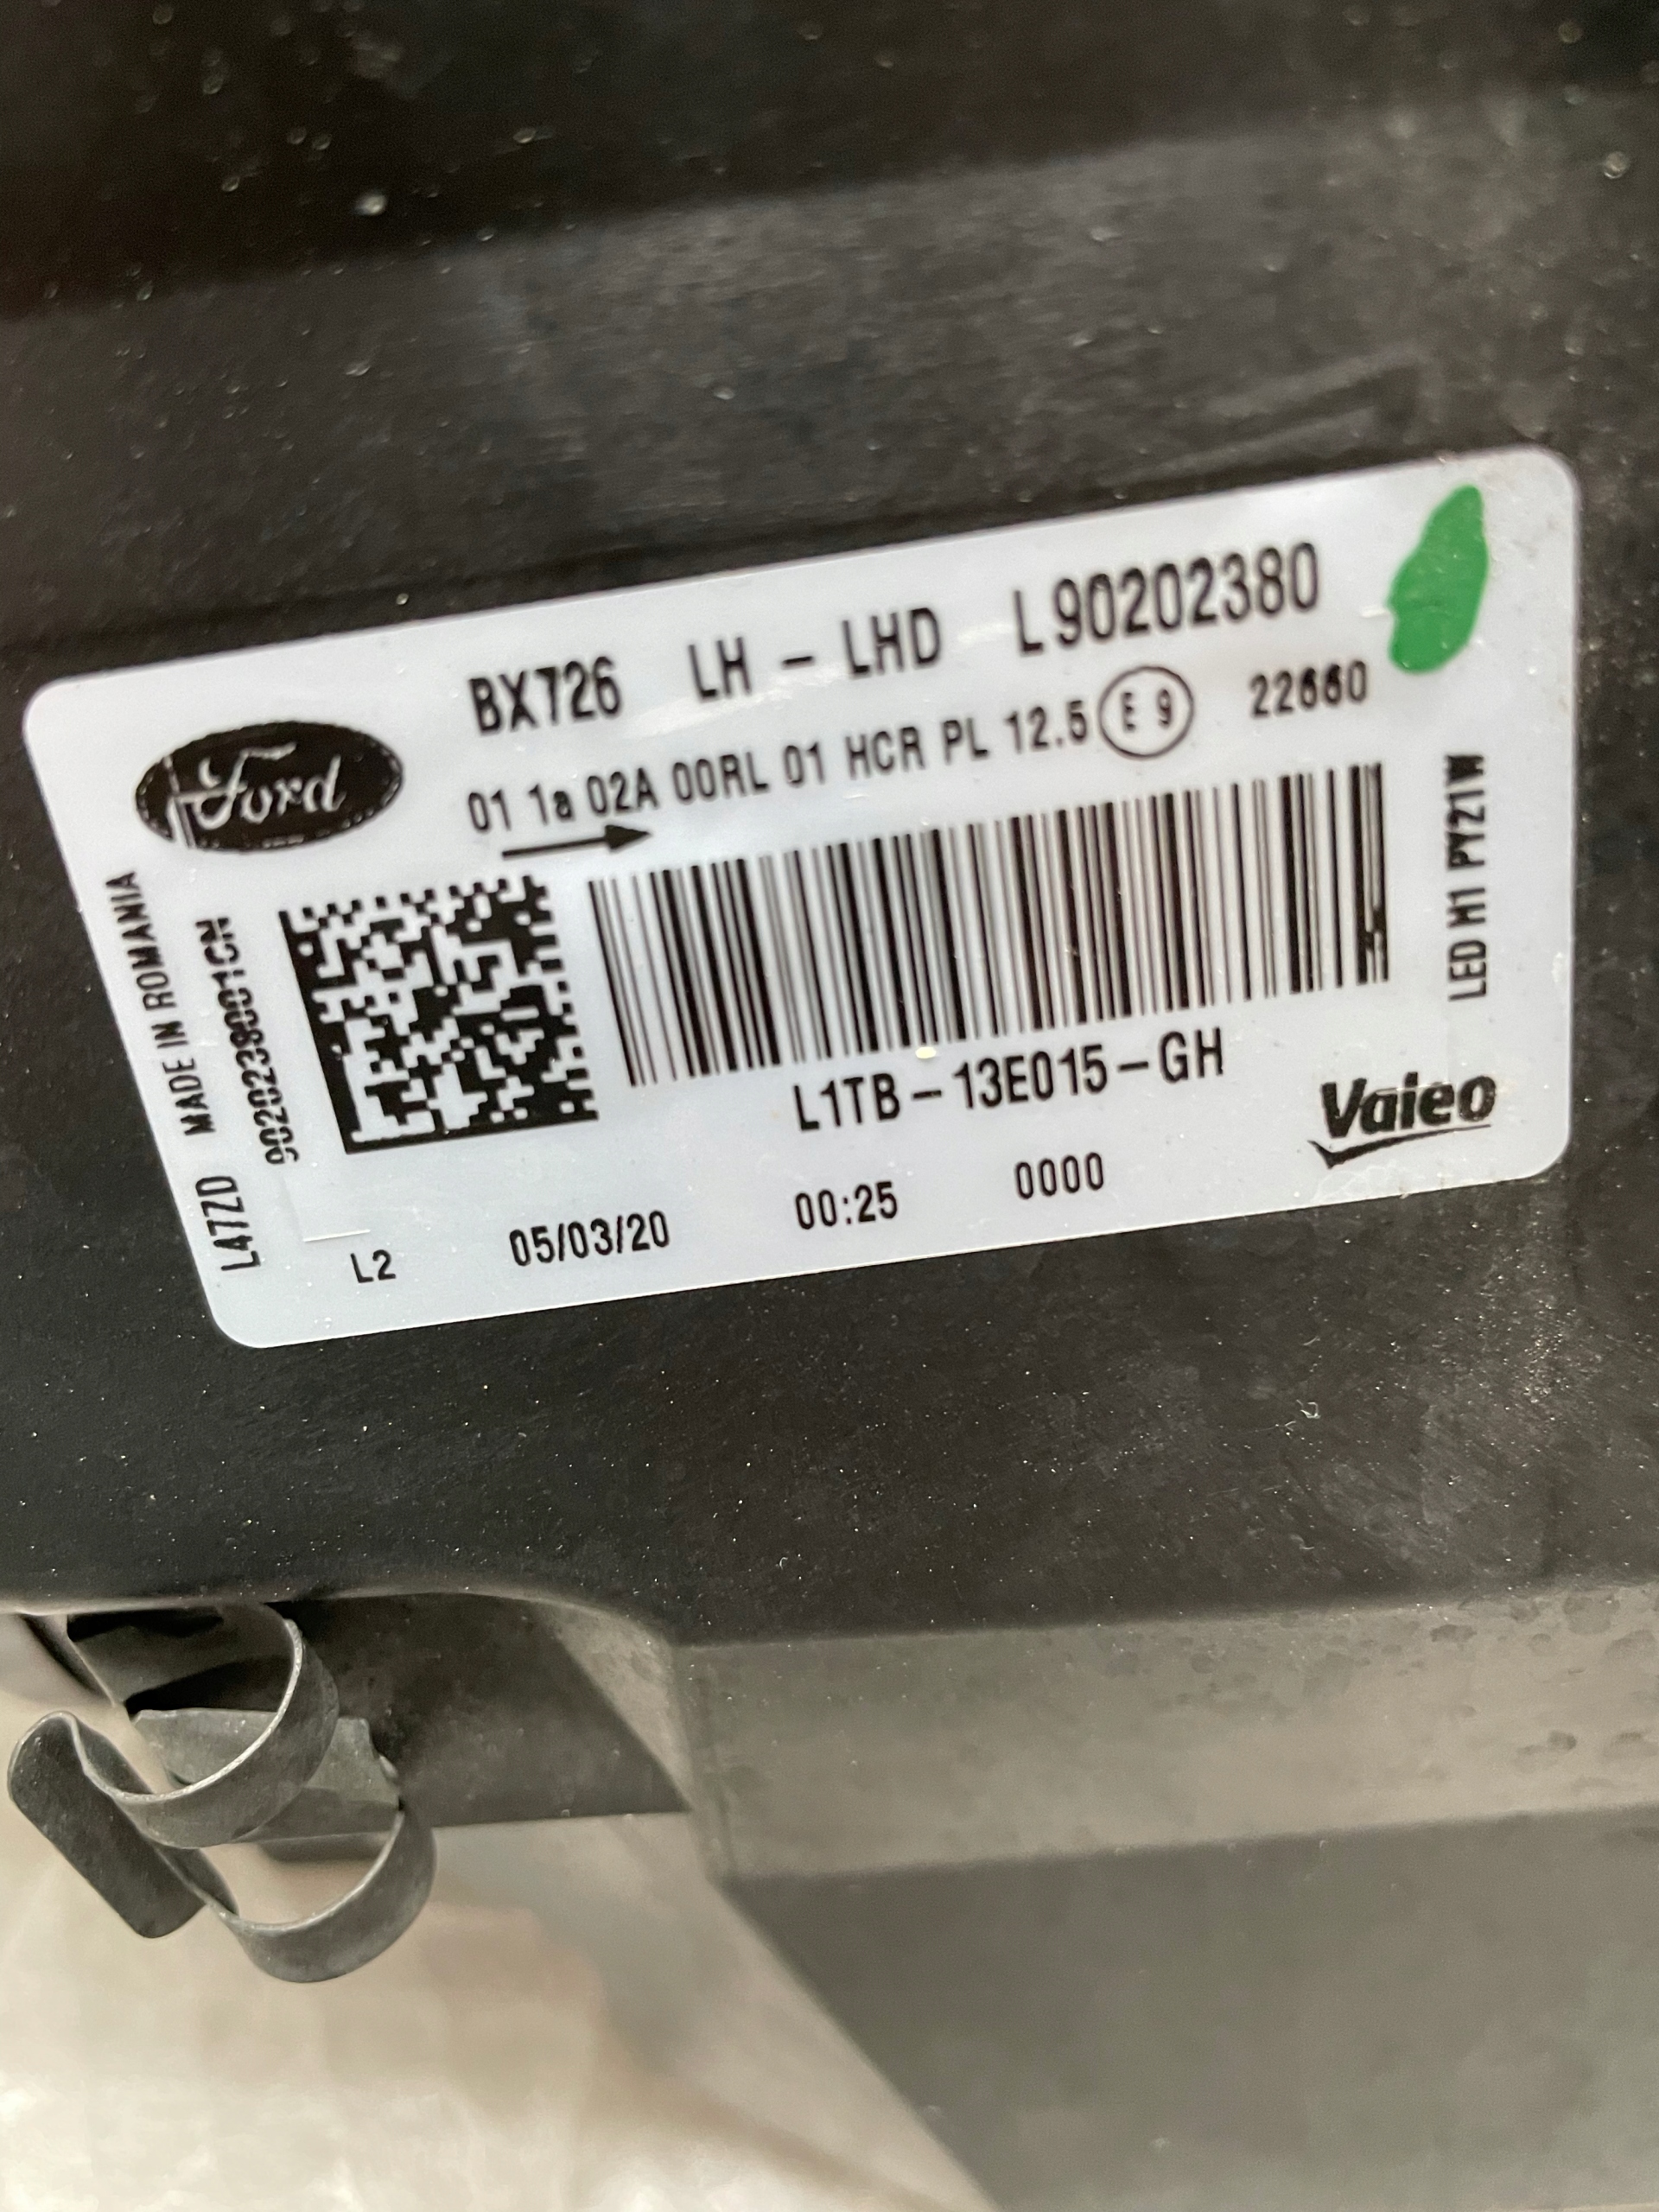 BX726 LH - LHD L90202380
Ford
01 1a 02A 00RL 01 HCR PL 12.5 E 9 22660
L47ZD MADE IN ROMANIA
9020238001CN
LED H1 PY21W
L1TB-13E015-GH
Valeo
L2 05/03/20 00:25 0000